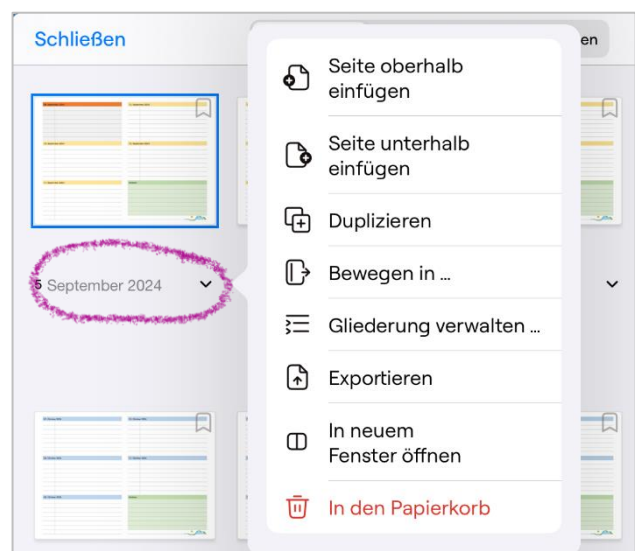 Schließen
en
Seite oberhalb
einfügen
Seite unterhalb
einfügen
Duplizieren
5 September 2024
Bewegen in ...
Gliederung verwalten ...
Exportieren
In neuem
Fenster öffnen
In den Papierkorb